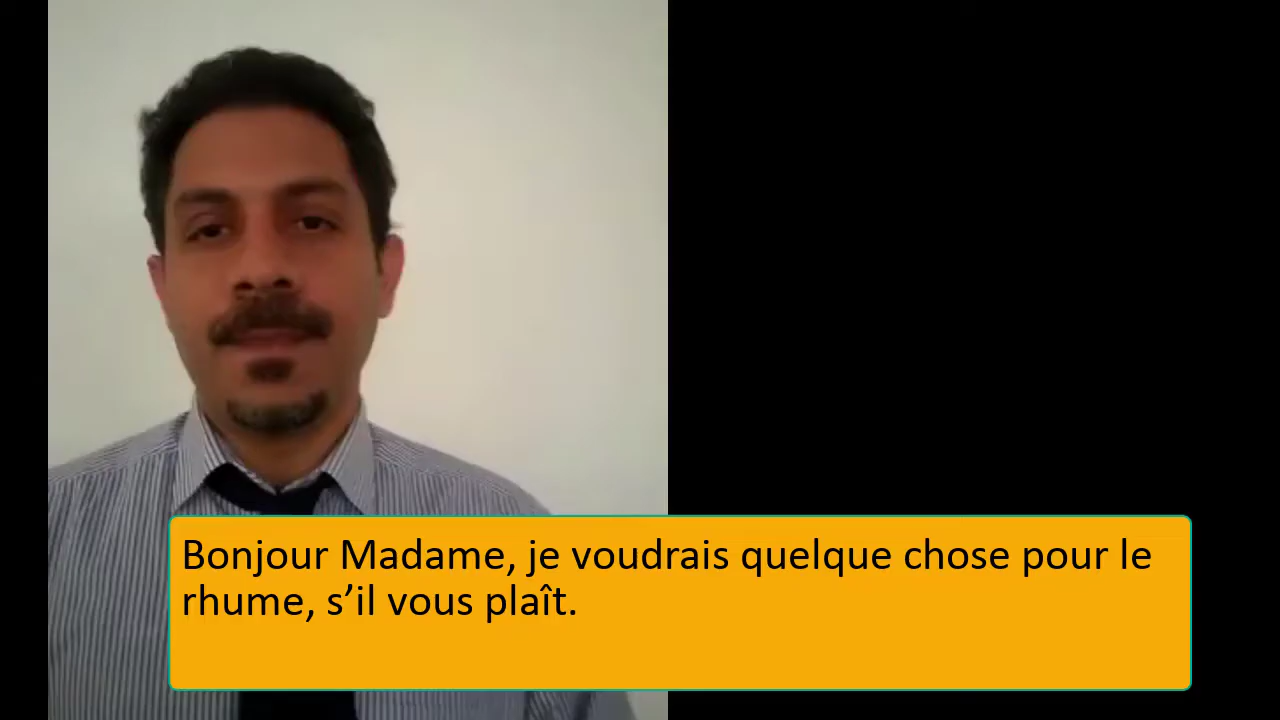 Bonjour Madame, je voudrais quelque chose pour le
rhume, s’il vous plaît.